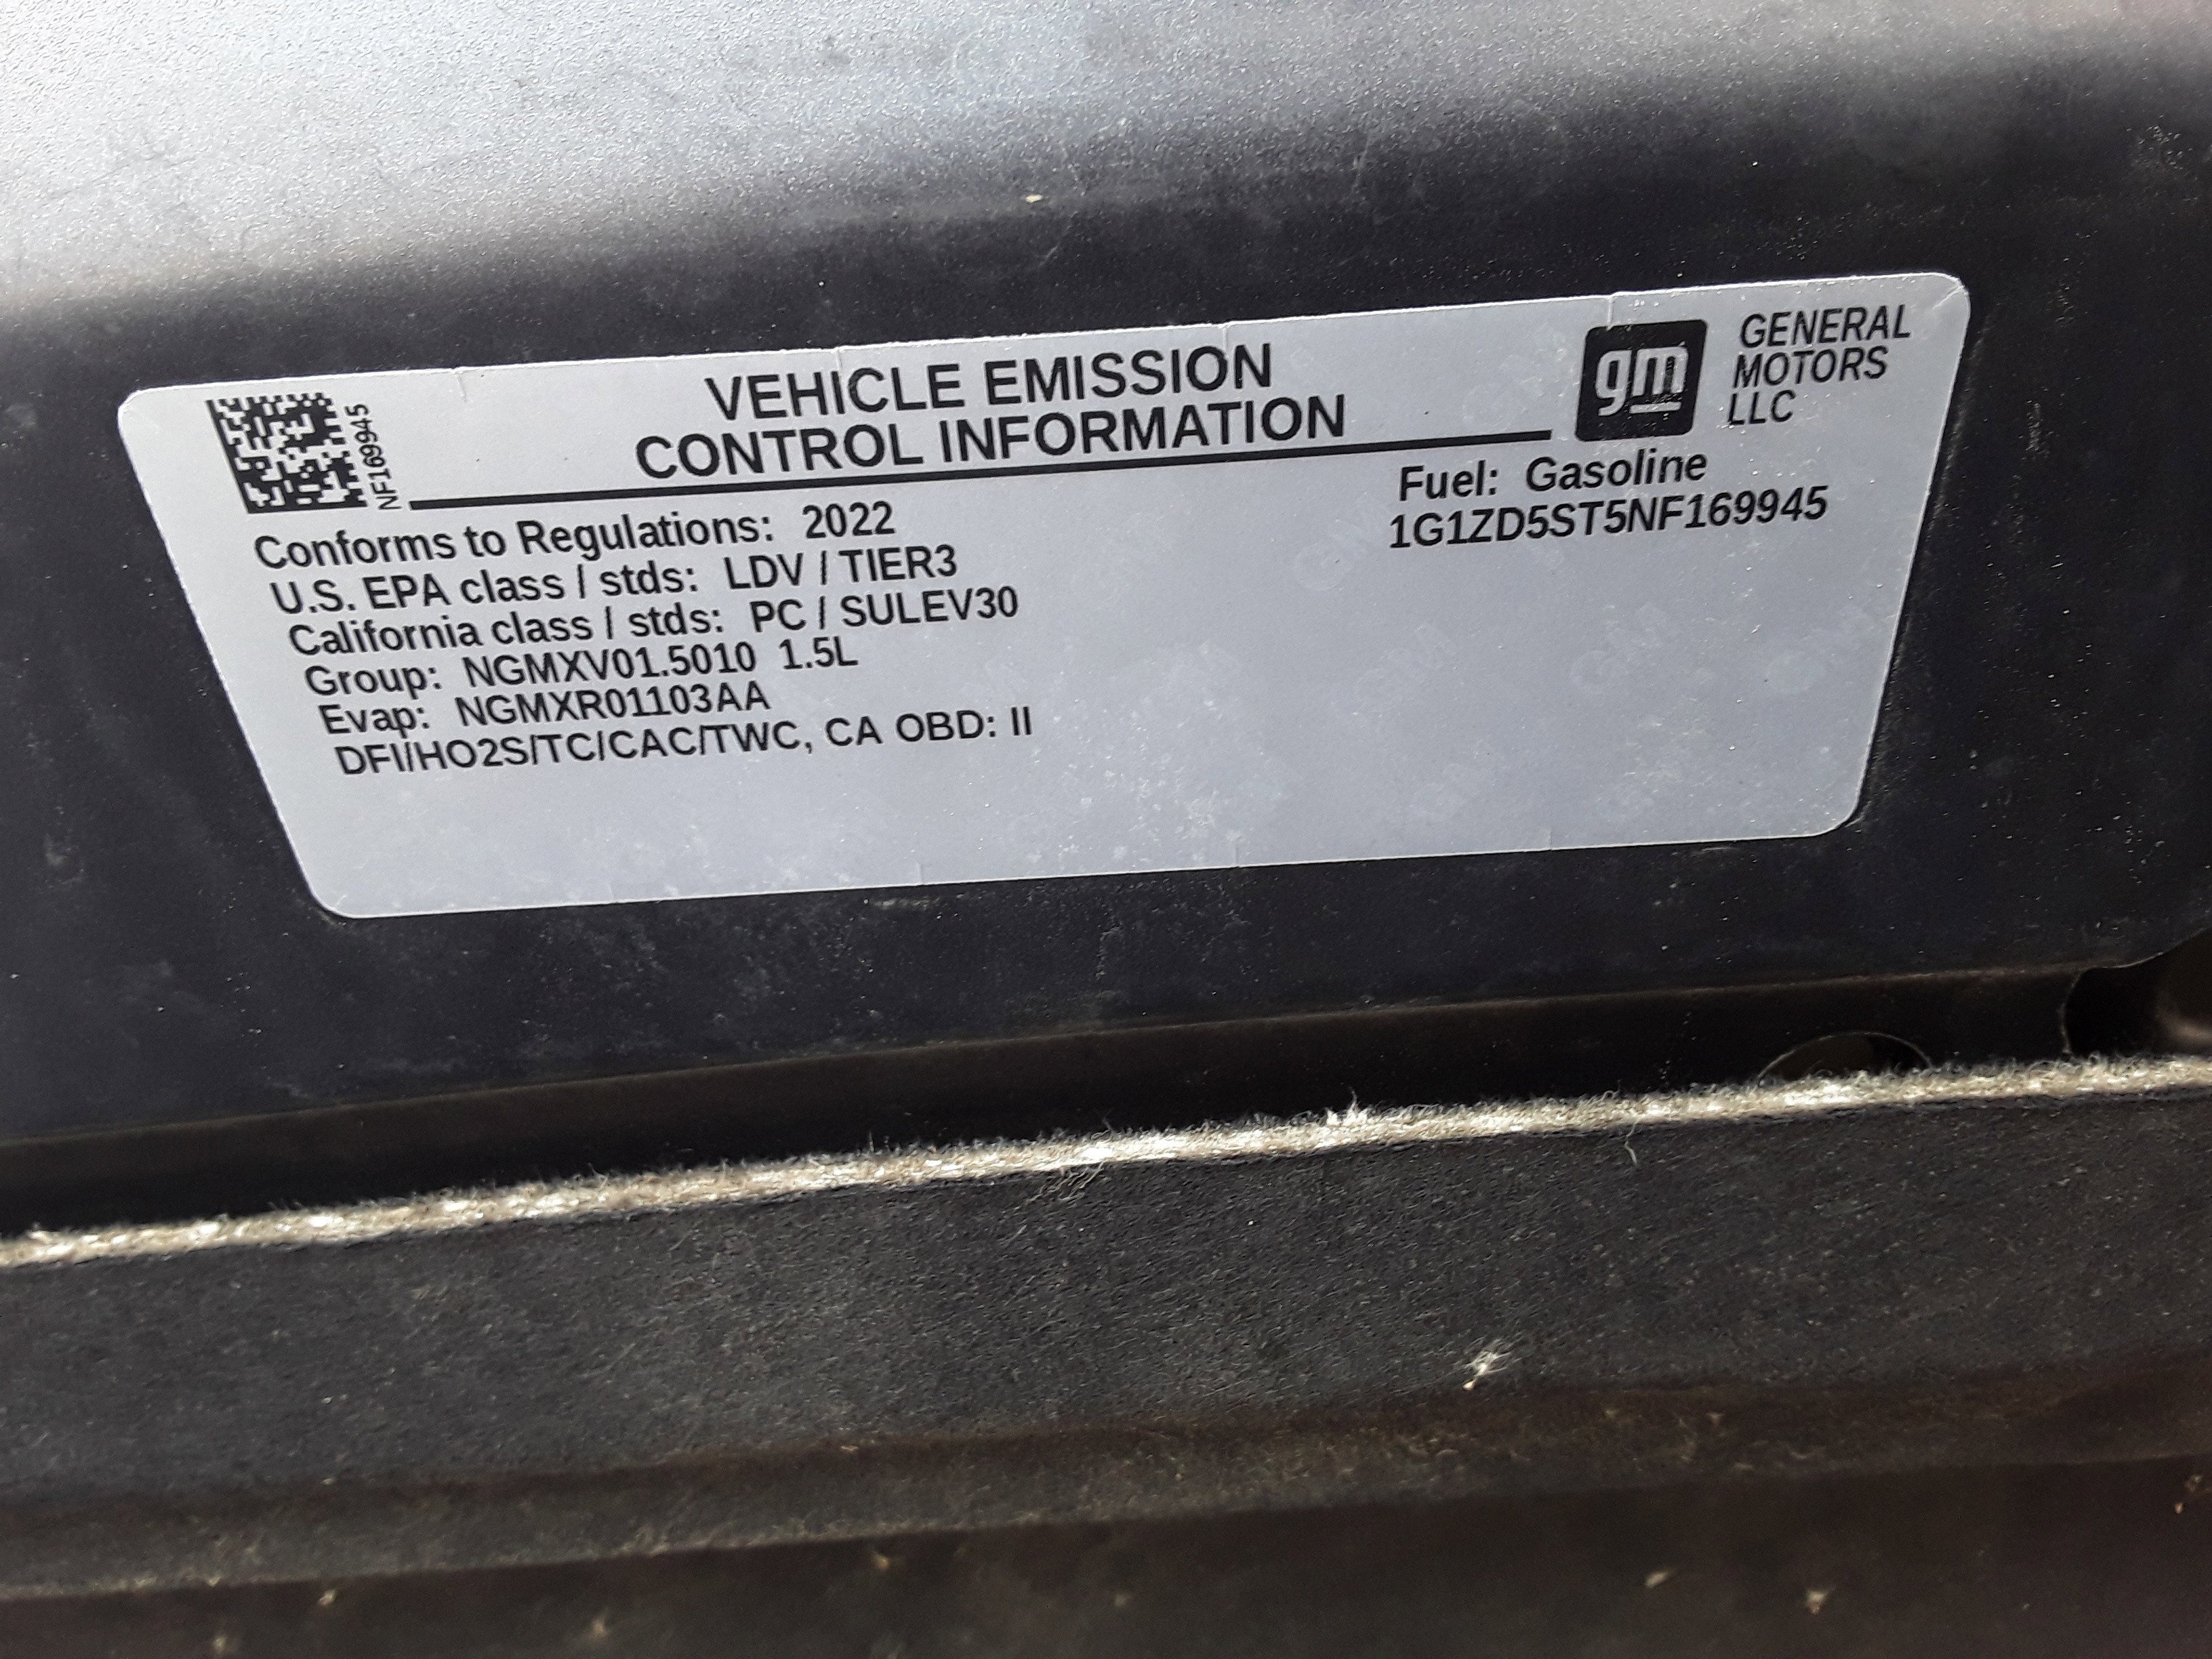 VEHICLE EMISSION
CONTROL INFORMATION
gm
GENERAL
MOTORS
LLC
NF169945
Conforms to Regulations: 2022
U.S. EPA class / stds: LDV / TIER3
California class / stds: PC / SULEV30
Group: NGMXV01.5010 1.5L
Evap: NGMXR01103AA
DFI/HO2S/TC/CAC/TWC, CA OBD: II
Fuel: Gasoline
1G1ZD5ST5NF169945